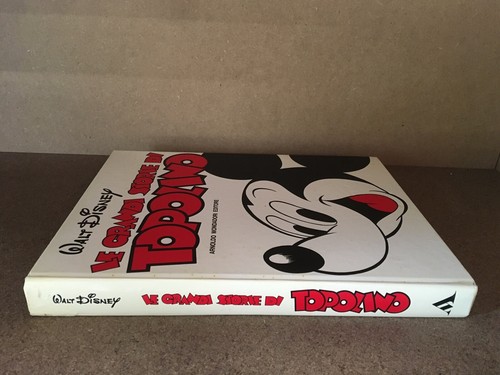 WALT DISNEY
LE GRANDI STORIE DI
TOPOLINO
ARNOLDO MONDADORI EDITORE
WALT DISNEY
LE GRANDI STORIE DI TOPOLINO